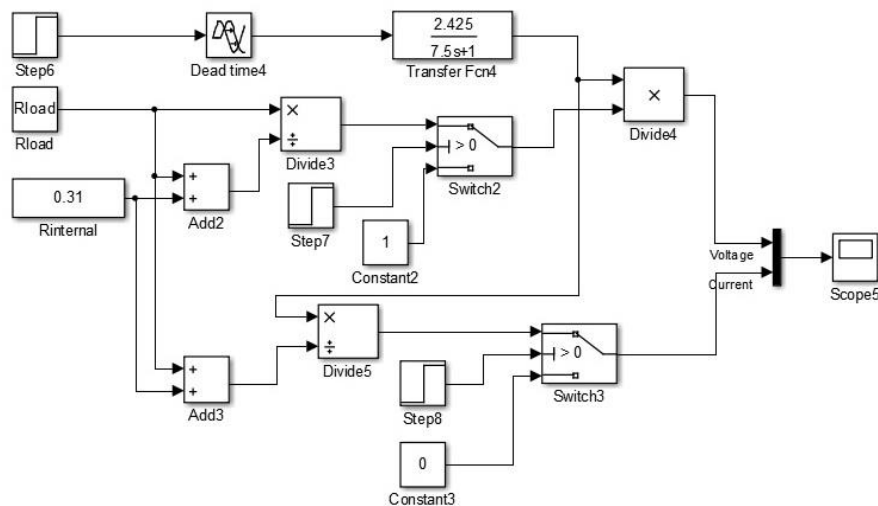 2.425
7.5s+1
Step6
Dead time4
Transfer Fcn4
Rload
Rload
×
÷
Divide3
×
Divide4
> 0
Switch2
+
+
Add2
0.31
Rinternal
Step7
1
Constant2
Voltage
Current
Scope5
×
÷
Divide5
> 0
Switch3
+
+
Add3
Step8
0
Constant3